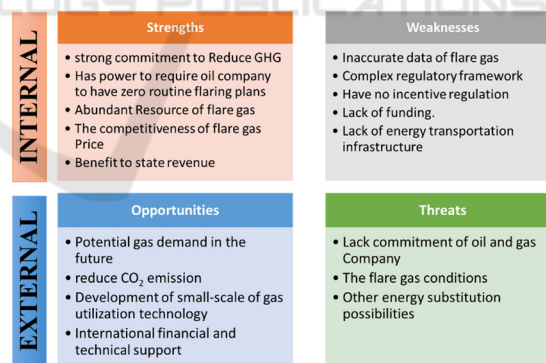 INTERNAL
Strengths
• strong commitment to Reduce GHG
• Has power to require oil company
to have zero routine flaring plans
• Abundant Resource of flare gas
• The competitiveness of flare gas
Price
• Benefit to state revenue
Weaknesses
• Inaccurate data of flare gas
• Complex regulatory framework
• Have no incentive regulation
• Lack of funding.
• Lack of energy transportation
infrastructure
EXTERNAL
Opportunities
• Potential gas demand in the
future
• reduce CO₂ emission
• Development of small-scale of gas
utilization technology
• International financial and
technical support
Threats
• Lack commitment of oil and gas
Company
• The flare gas conditions
• Other energy substitution
possibilities